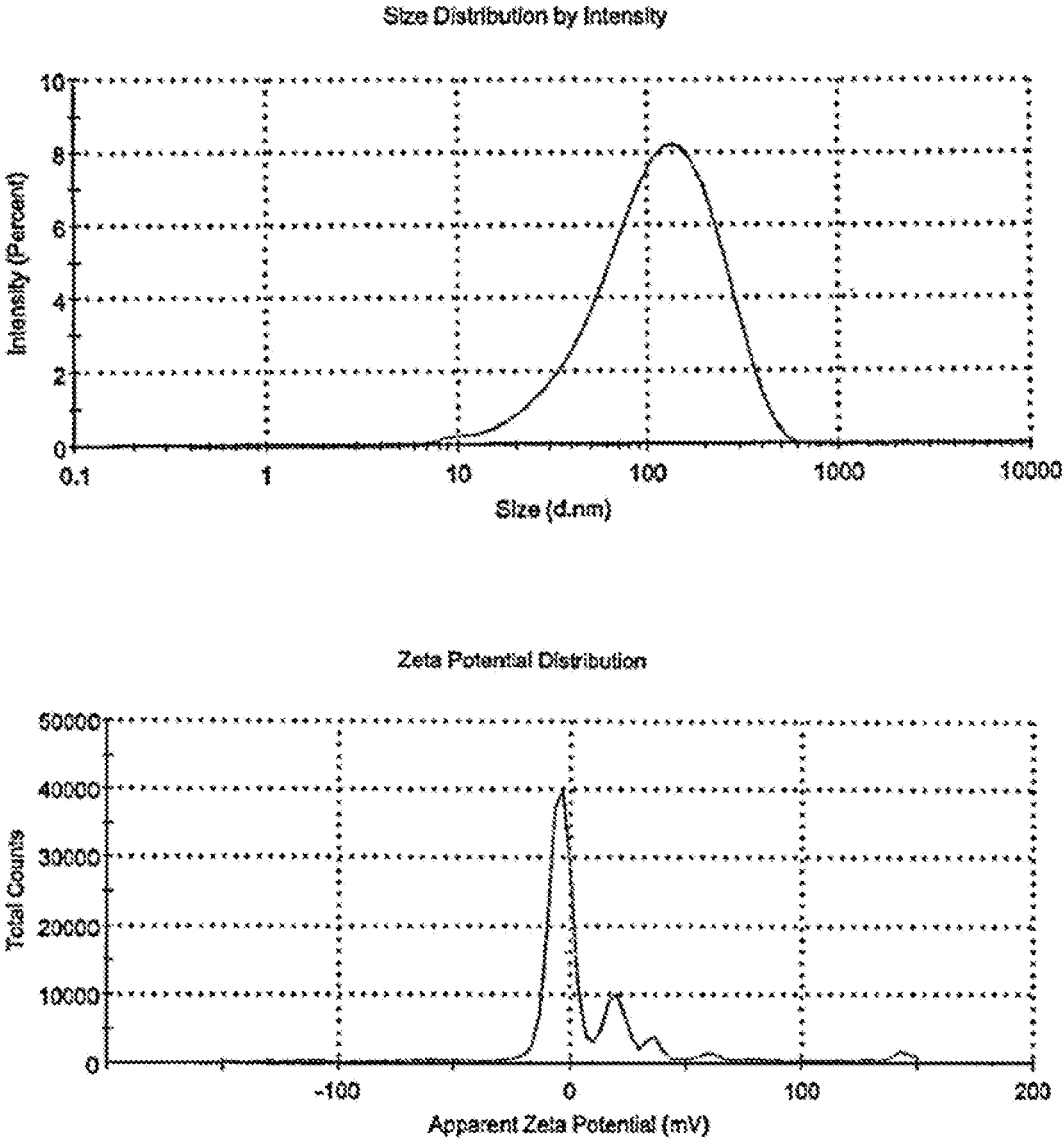 Size Distribution by Intensity
10
8
6
4
2
0
Intensity (Percent)
0.1 1 10 100 1000 10000
Size (d.nm)
Zeta Potential Distribution
50000
40000
30000
20000
10000
0
Total Counts
-100 0 100 200
Apparent Zeta Potential (mV)